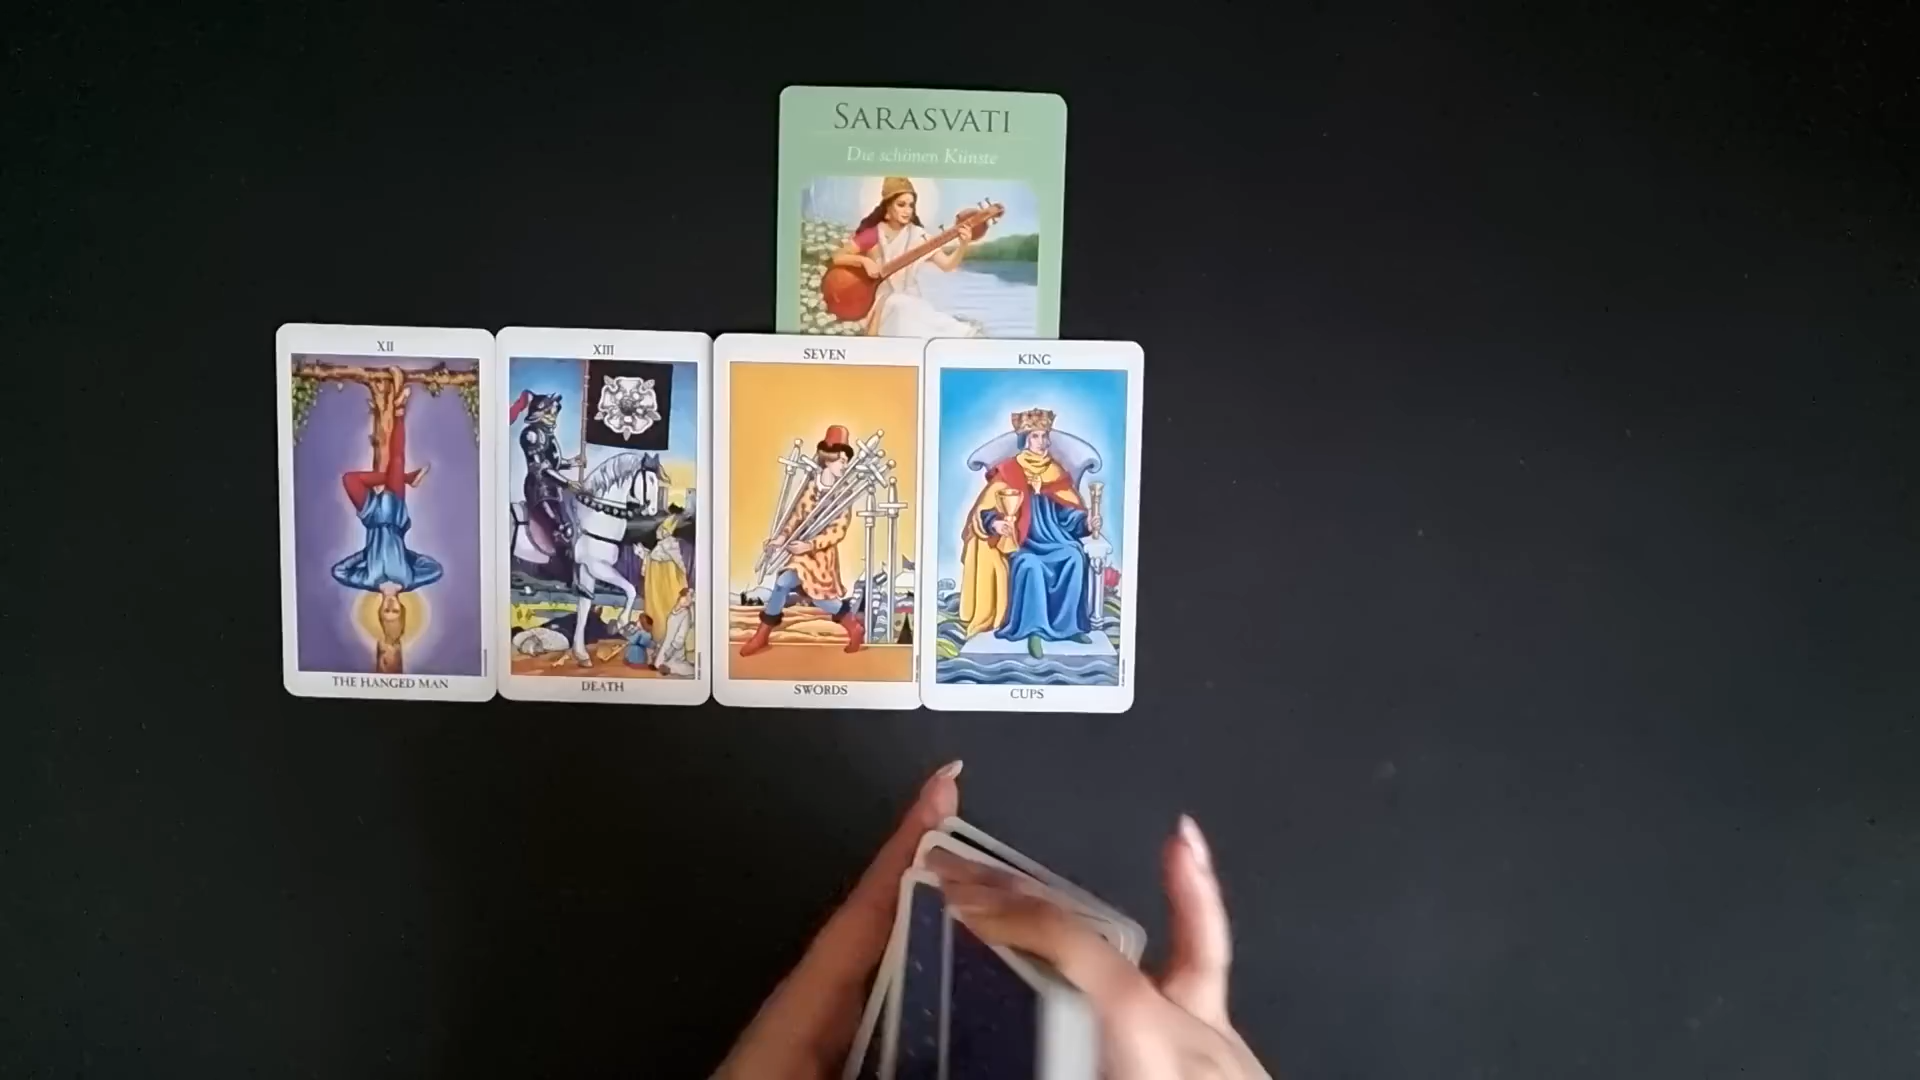 SARASVATI
Die schönen Künste
XII
THE HANGED MAN
XIII
DEATH
SEVEN
SWORDS
KING
CUPS